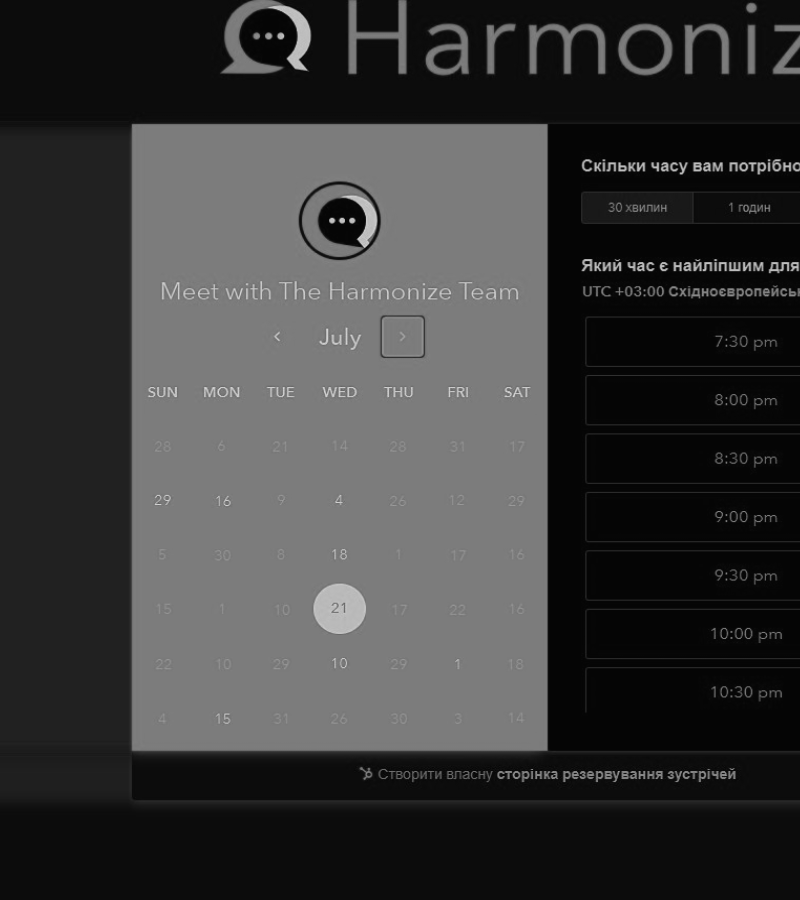 Harmoniz
Meet with The Harmonize Team
July
SUN MON TUE WED THU FRI SAT
28 6 21 14 28 31 17
29 16 9 4 26 12 29
5 30 8 18 1 17 16
15 1 10 21 17 22 16
22 10 29 10 29 1 18
4 15 31 26 30 3 14
Скільки часу вам потрібно
30 хвилин 1 годин
Який час є найліпшим для
UTC +03:00 Східноєвропейсь
7:30 pm
8:00 pm
8:30 pm
9:00 pm
9:30 pm
10:00 pm
10:30 pm
Створити власну сторінка резервування зустрічей